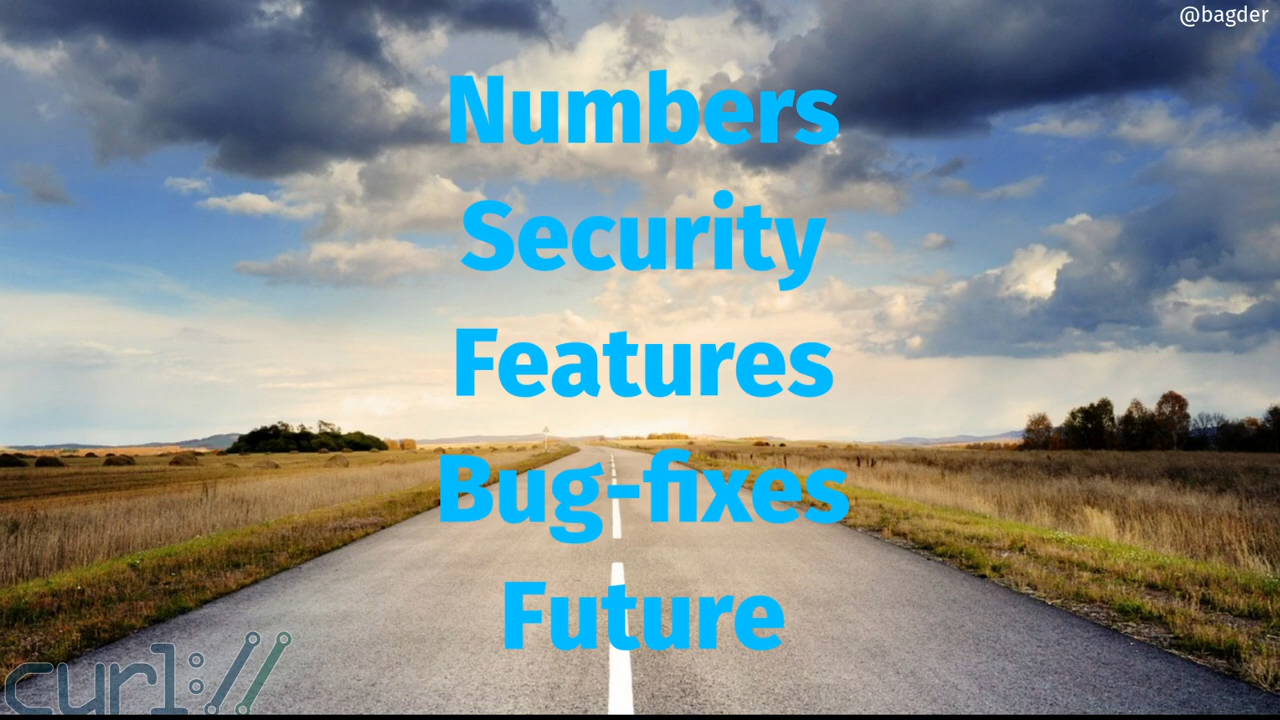 @bagder
Numbers
Security
Features
Bug-fixes
Future
curl://